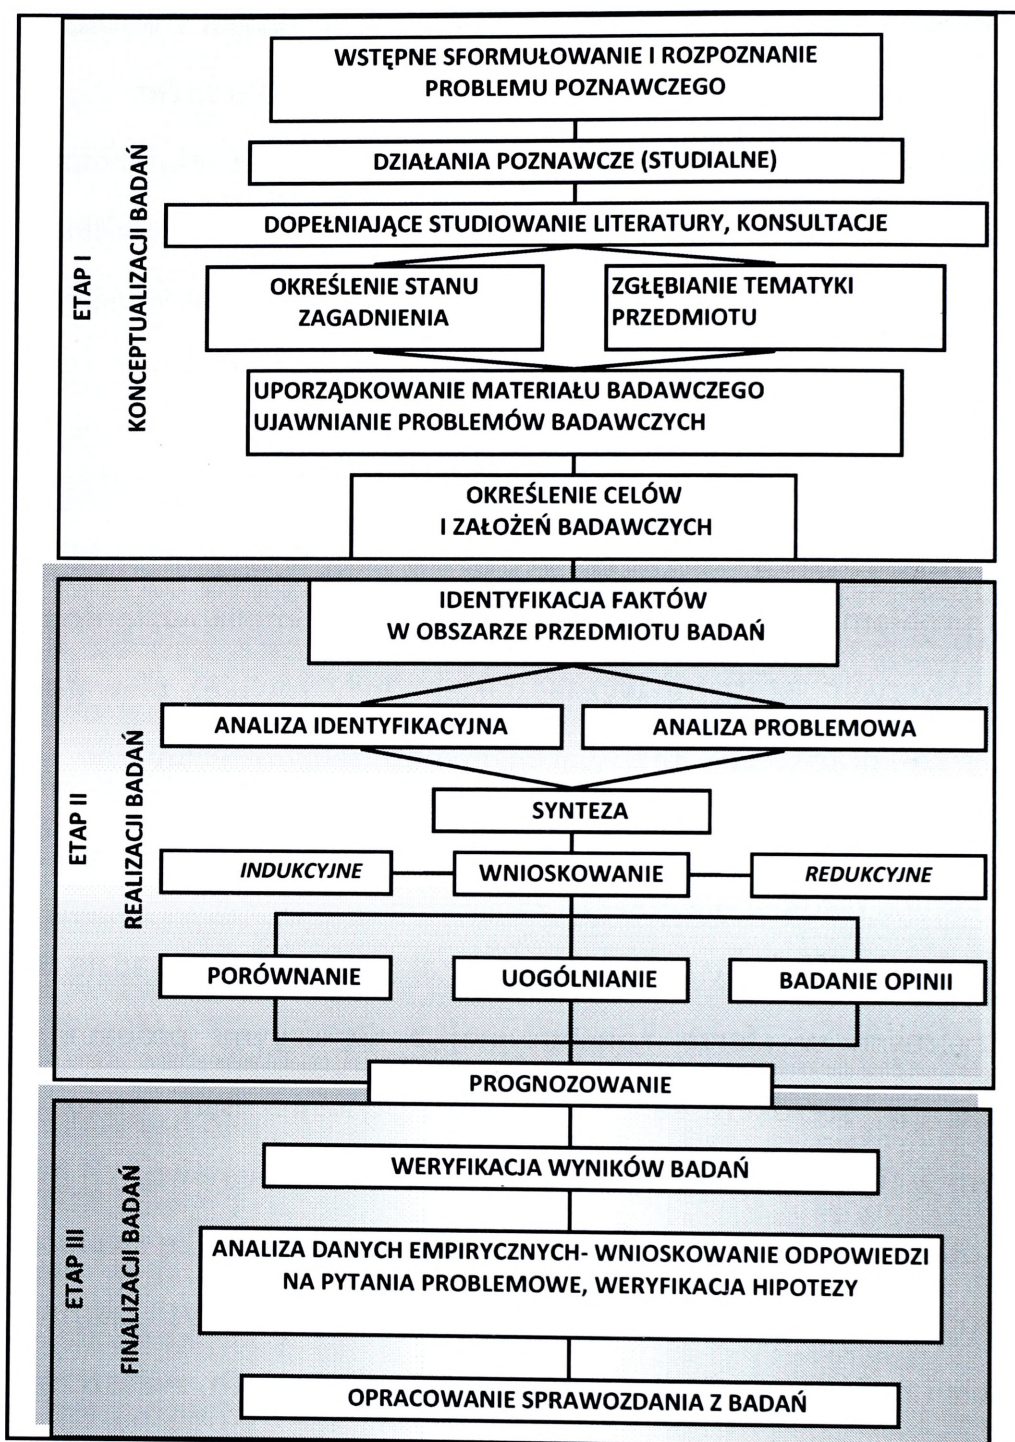 WSTĘPNE SFORMUŁOWANIE I ROZPOZNANIE
PROBLEMU POZNAWCZEGO
DZIAŁANIA POZNAWCZE (STUDIALNE)
DOPEŁNIAJĄCE STUDIOWANIE LITERATURY, KONSULTACJE
OKREŚLENIE STANU
ZAGADNIENIA
ZGŁĘBIANIE TEMATYKI
PRZEDMIOTU
UPORZĄDKOWANIE MATERIAŁU BADAWCZEGO
UJAWNIANIE PROBLEMÓW BADAWCZYCH
OKREŚLENIE CELÓW
I ZAŁOŻEŃ BADAWCZYCH
ETAP I
KONCEPTUALIZACJI BADAŃ
IDENTYFIKACJA FAKTÓW
W OBSZARZE PRZEDMIOTU BADAŃ
ANALIZA IDENTYFIKACYJNA
ANALIZA PROBLEMOWA
SYNTEZA
INDUKCYJNE
WNIOSKOWANIE
REDUKCYJNE
PORÓWNANIE
UOGÓLNIANIE
BADANIE OPINII
PROGNOZOWANIE
ETAP II
REALIZACJI BADAŃ
WERYFIKACJA WYNIKÓW BADAŃ
ANALIZA DANYCH EMPIRYCZNYCH- WNIOSKOWANIE ODPOWIEDZI
NA PYTANIA PROBLEMOWE, WERYFIKACJA HIPOTEZY
OPRACOWANIE SPRAWOZDANIA Z BADAŃ
ETAP III
FINALIZACJI BADAŃ